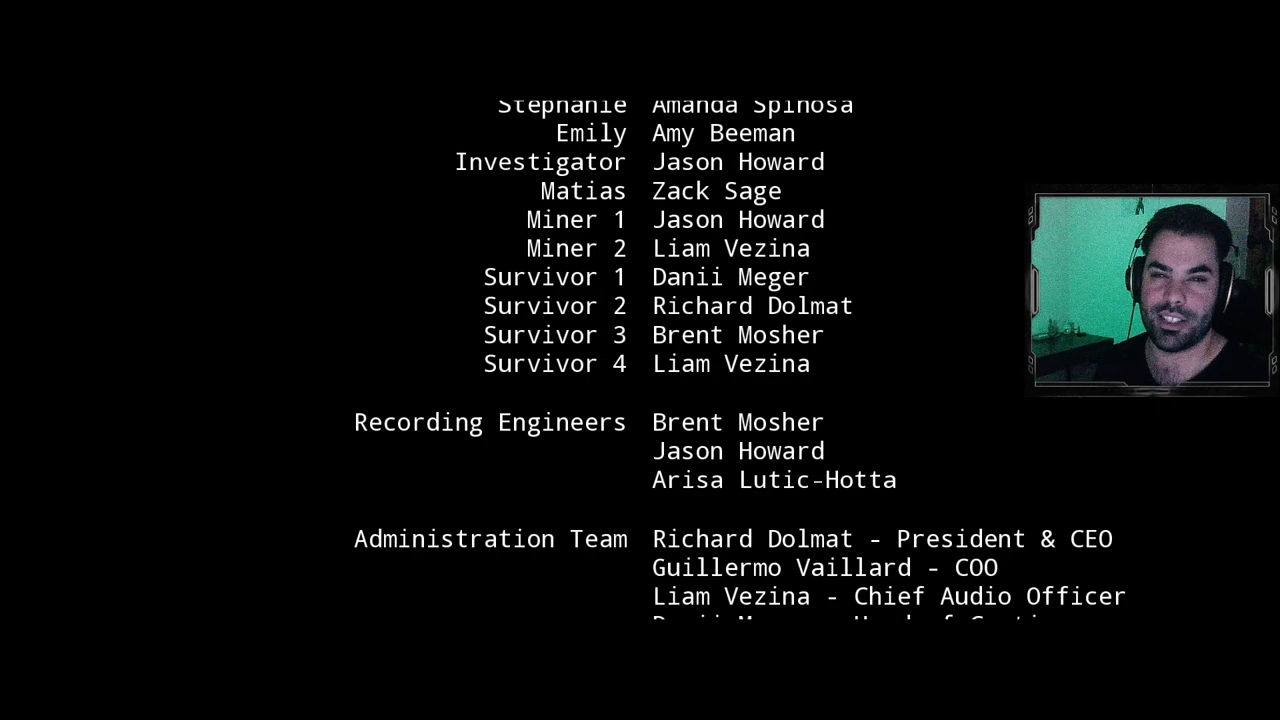 Stephanie Amanda Spinosa
Emily Amy Beeman
Investigator Jason Howard
Matias Zack Sage
Miner 1 Jason Howard
Miner 2 Liam Vezina
Survivor 1 Danii Meger
Survivor 2 Richard Dolmat
Survivor 3 Brent Mosher
Survivor 4 Liam Vezina
Recording Engineers Brent Mosher
Jason Howard
Arisa Lutic-Hotta
Administration Team Richard Dolmat - President & CEO
Guillermo Vaillard - COO
Liam Vezina - Chief Audio Officer